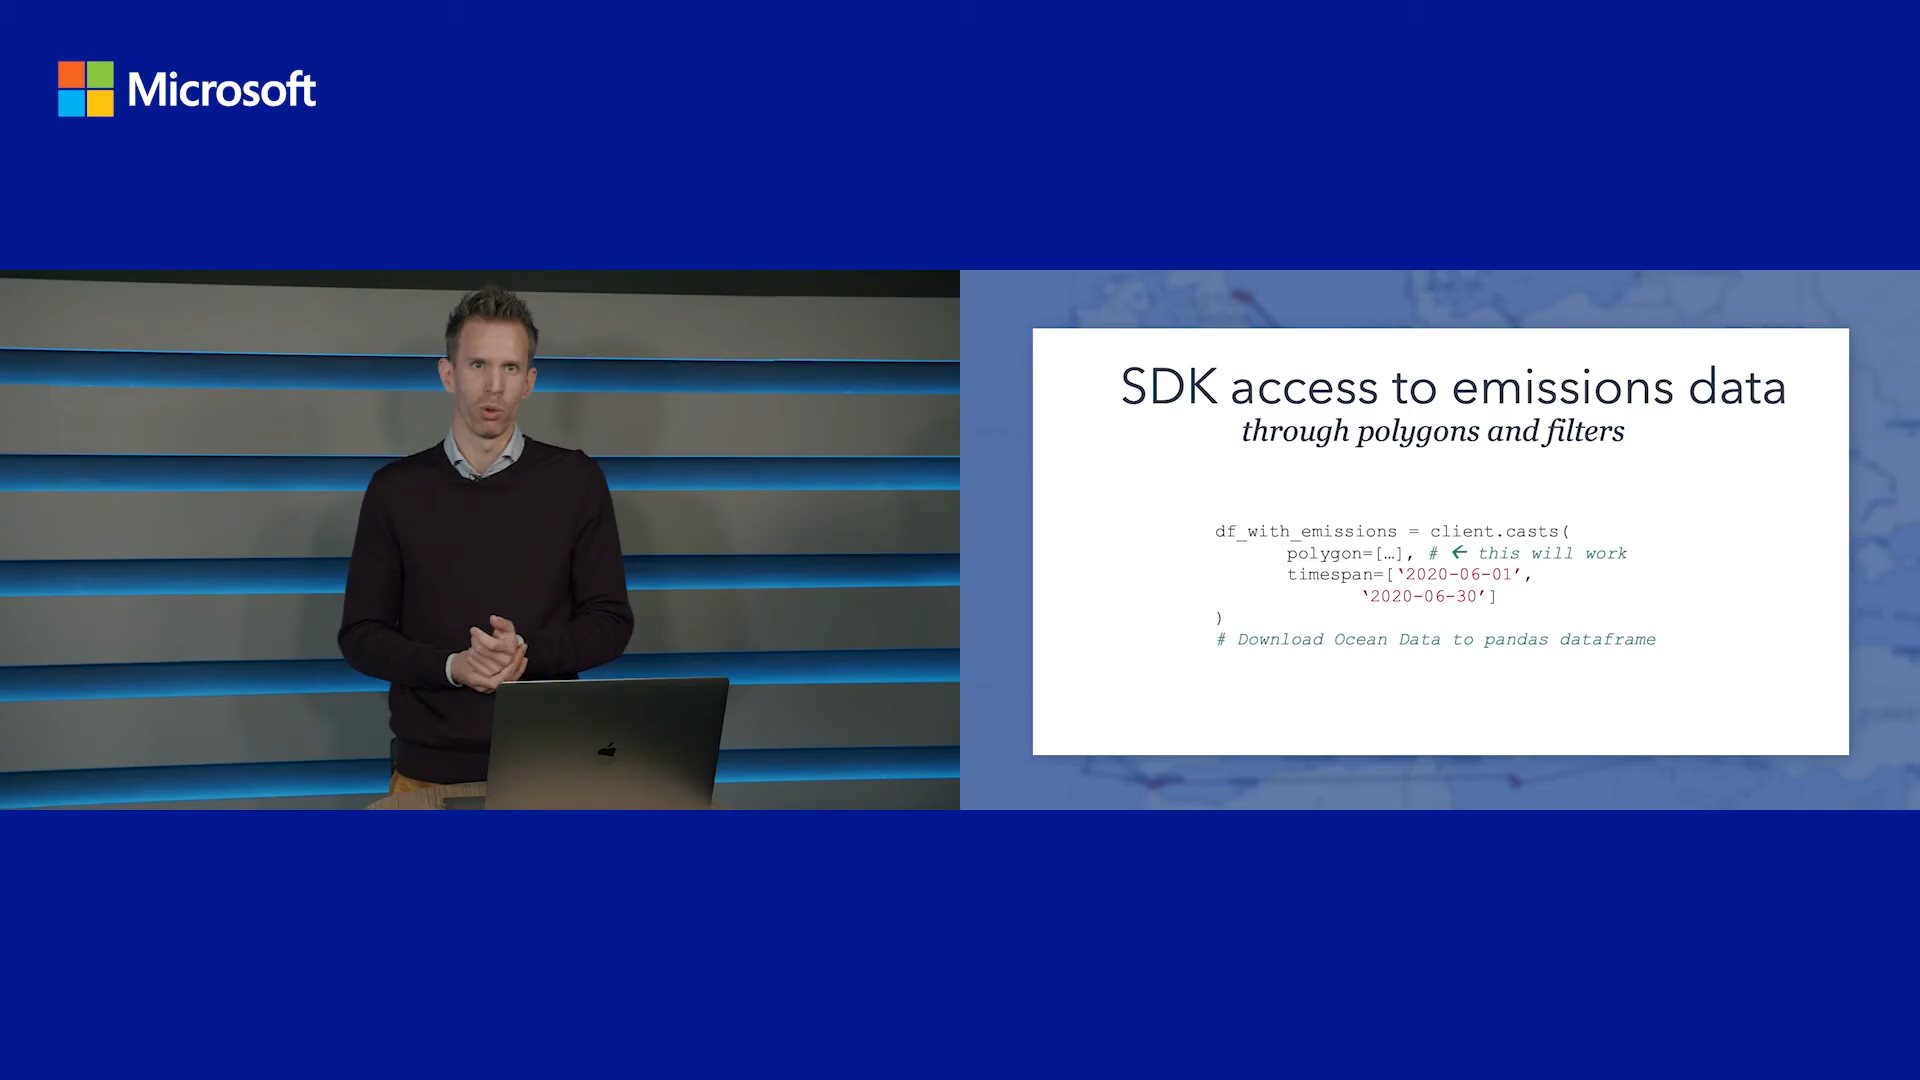 Microsoft
SDK access to emissions data
through polygons and filters
df_with_emissions = client.casts(
polygon=[…], # ← this will work
timespan=[‘2020-06-01’,
‘2020-06-30’]
)
# Download Ocean Data to pandas dataframe